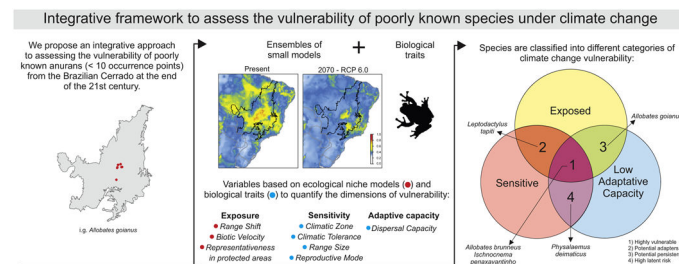 Integrative framework to assess the vulnerability of poorly known species under climate change
We propose an integrative approach
to assessing the vulnerability of poorly
known anurans (< 10 occurrence points)
from the Brazilian Cerrado at the end
of the 21st century.
i.g. Allobates goianus
Ensembles of
small models
+
Biological
traits
Present
2070 - RCP 6.0
Variables based on ecological niche models (●) and
biological traits (●) to quantify the dimensions of vulnerability:
Exposure
● Range Shift
● Biotic Velocity
● Representativeness
in protected areas
Sensitivity
● Climatic Zone
● Climatic Tolerance
● Range Size
● Reproductive Mode
Adaptive capacity
● Dispersal Capacity
Species are classified into different categories of
climate change vulnerability:
Exposed
Leptodactylus
tapiti
Allobates goianu
2
3
1
Sensitive
Low
Adaptative
Capacity
4
Allobates brunneus
Ischnocnema
penaxavantinho
Physalaemus
deimaticus
1) Highly vulnerable
2) Potential adapters
3) Potential persister
4) High latent risk